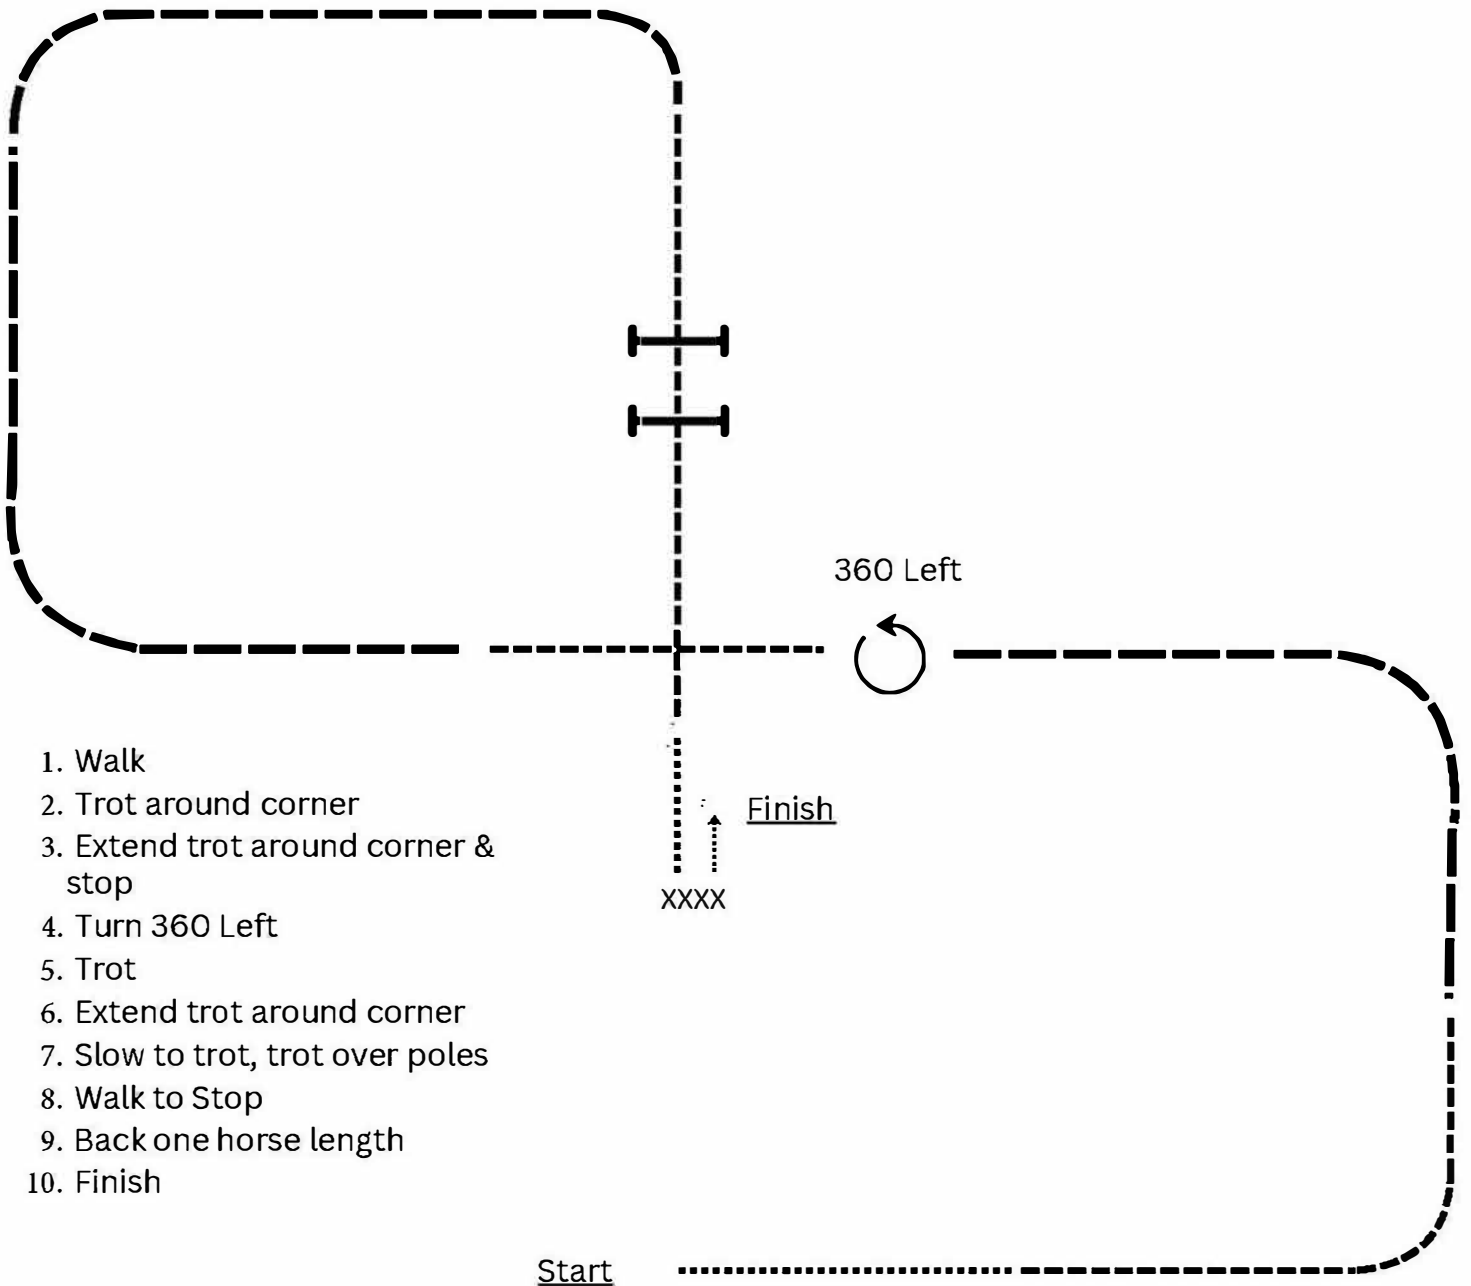 360 Left
1. Walk
2. Trot around corner
Finish
3. Extend trot around corner &
stop
XXXX
4. Turn 360 Left
5. Trot
6. Extend trot around corner
7. Slow to trot, trot over poles
8. Walk to Stop
9. Back one horse length
10. Finish
Start